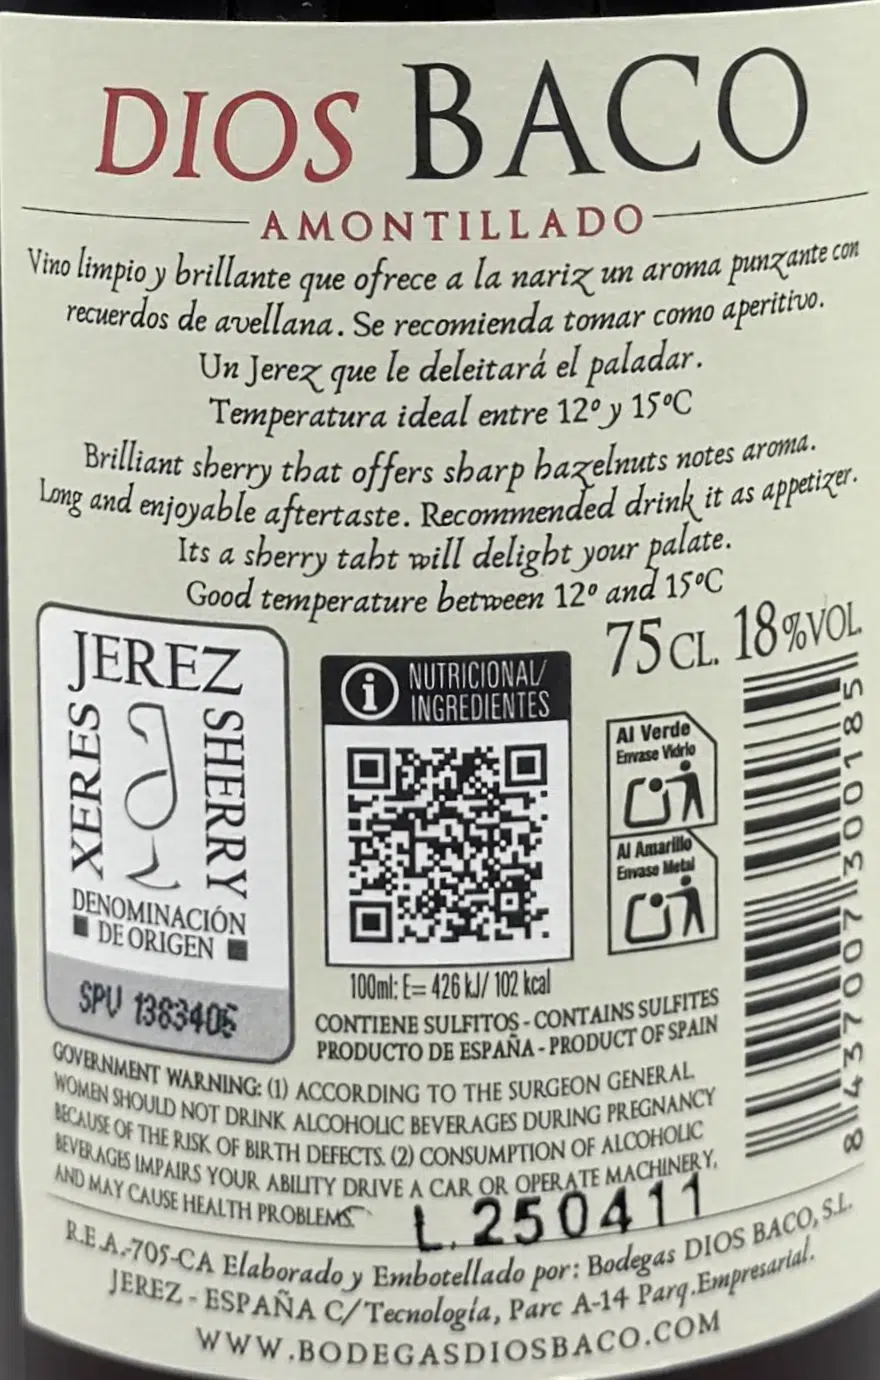 DIOS BACO
AMONTILLADO
Vino limpio y brillante que ofrece a la nariz un aroma punzante con
recuerdos de avellana. Se recomienda tomar como aperitivo.
Un Jerez que le deleitará el paladar.
Temperatura ideal entre 12º y 15ºC
Brilliant sherry that offers sharp hazelnuts notes aroma.
Long and enjoyable aftertaste. Recommended drink it as appetizer.
Its a sherry taht will delight your palate.
Good temperature between 12º and 15ºC
75 CL. 18%VOL
JEREZ
XERES
SHERRY
DENOMINACIÓN
DE ORIGEN
SPU 1383406
i NUTRICIONAL/
INGREDIENTES
100ml: E= 426 kJ/ 102 kcal
Al Verde
Envase Vidrio
Al Amarillo
Envase Metal
8437007300185
CONTIENE SULFITOS - CONTAINS SULFITES
PRODUCTO DE ESPAÑA - PRODUCT OF SPAIN
GOVERNMENT WARNING: (1) ACCORDING TO THE SURGEON GENERAL
WOMEN SHOULD NOT DRINK ALCOHOLIC BEVERAGES DURING PREGNANCY
BECAUSE OF THE RISK OF BIRTH DEFECTS. (2) CONSUMPTION OF ALCOHOLIC
BEVERAGES IMPAIRS YOUR ABILITY DRIVE A CAR OR OPERATE MACHINERY,
AND MAY CAUSE HEALTH PROBLEMS.
L.250411
R.E.A.-705-CA Elaborado y Embotellado por: Bodegas DIOS BACO, S.L.
JEREZ - ESPAÑA C/Tecnología, Parc A-14 Parq.Empresarial.
WWW.BODEGASDIOSBACO.COM